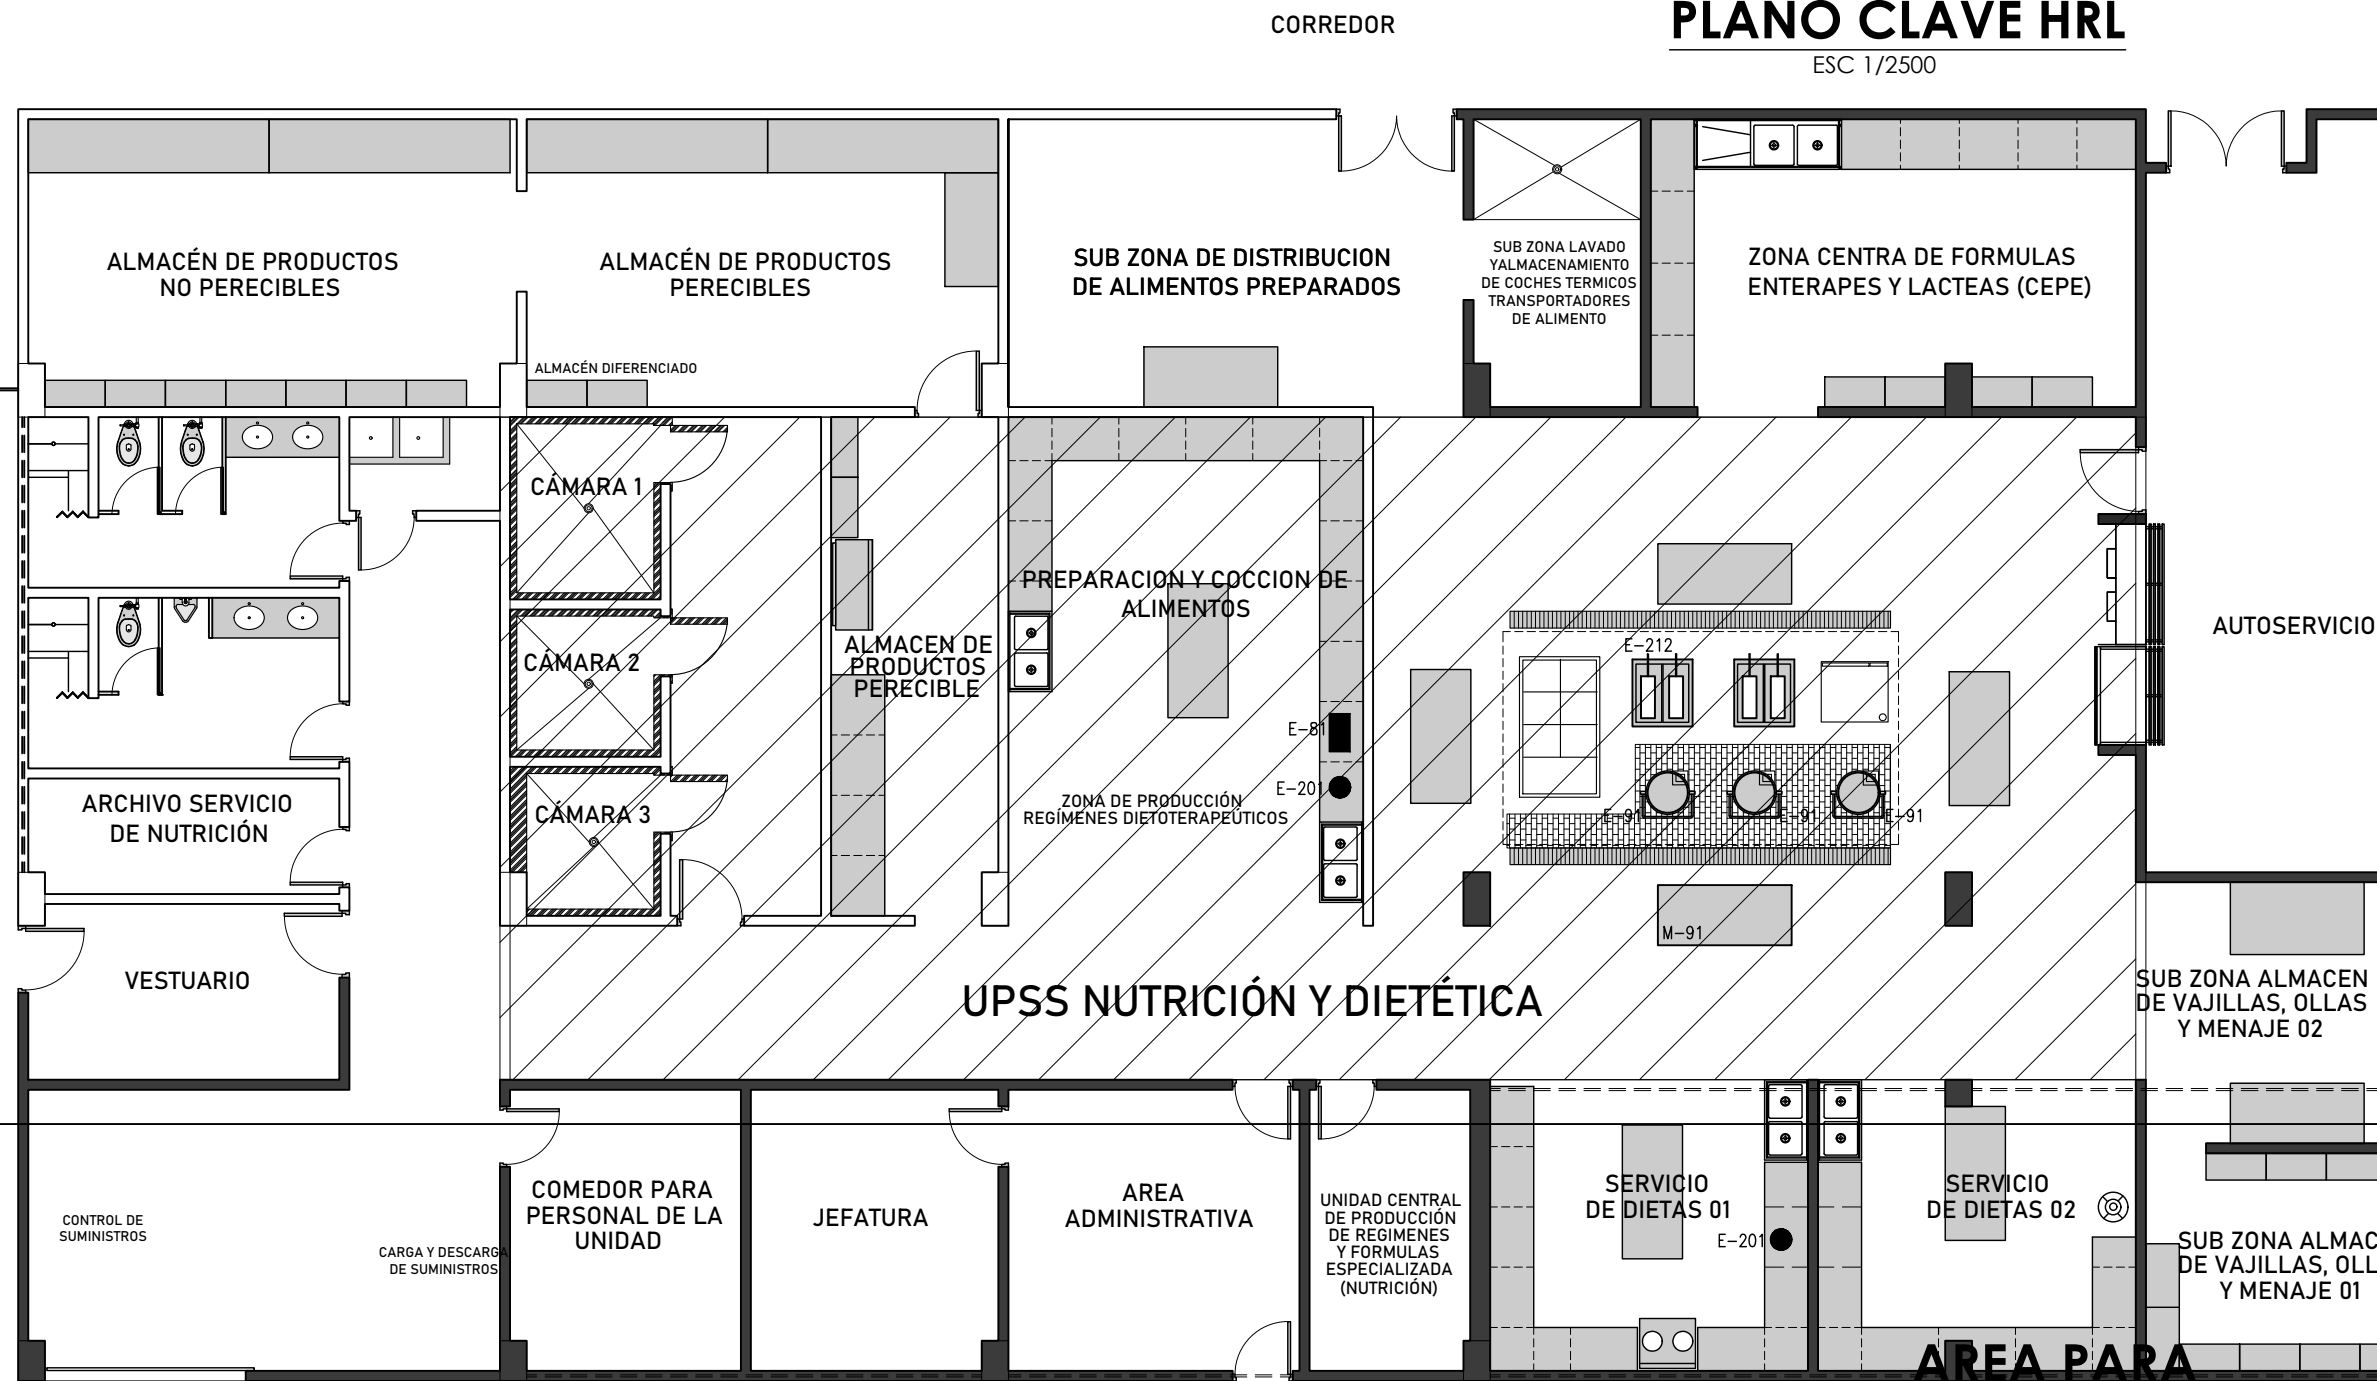 CORREDOR
PLANO CLAVE HRL
ESC 1/2500
ALMACÉN DE PRODUCTOS
NO PERECIBLES
ALMACÉN DE PRODUCTOS
PERECIBLES
ALMACÉN DIFERENCIADO
SUB ZONA DE DISTRIBUCION
DE ALIMENTOS PREPARADOS
SUB ZONA LAVADO
YALMACENAMIENTO
DE COCHES TERMICOS
TRANSPORTADORES
DE ALIMENTO
ZONA CENTRA DE FORMULAS
ENTERAPES Y LACTEAS (CEPE)
CÁMARA 1
CÁMARA 2
CÁMARA 3
ALMACEN DE
PRODUCTOS
PERECIBLE
PREPARACION Y COCCION DE
ALIMENTOS
E-81
E-201
ZONA DE PRODUCCIÓN
REGÍMENES DIETOTERAPEÚTICOS
E-212
E-91
E-91
E-91
M-91
AUTOSERVICIO
ARCHIVO SERVICIO
DE NUTRICIÓN
VESTUARIO
UPSS NUTRICIÓN Y DIETÉTICA
SUB ZONA ALMACEN
DE VAJILLAS, OLLAS
Y MENAJE 02
CONTROL DE
SUMINISTROS
CARGA Y DESCARGA
DE SUMINISTROS
COMEDOR PARA
PERSONAL DE LA
UNIDAD
JEFATURA
AREA
ADMINISTRATIVA
UNIDAD CENTRAL
DE PRODUCCIÓN
DE REGIMENES
Y FORMULAS
ESPECIALIZADA
(NUTRICIÓN)
SERVICIO
DE DIETAS 01
E-201
SERVICIO
DE DIETAS 02
SUB ZONA ALMAC
DE VAJILLAS, OLL
Y MENAJE 01
AREA PARA